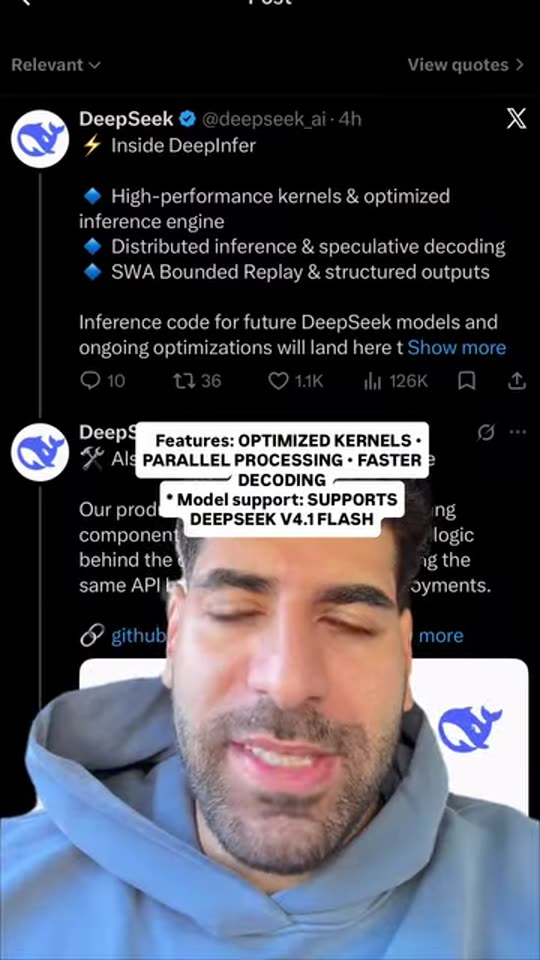 Post
Relevant
View quotes
DeepSeek @deepseek_ai · 4h
⚡ Inside DeepInfer
🔹 High-performance kernels & optimized
inference engine
🔹 Distributed inference & speculative decoding
🔹 SWA Bounded Replay & structured outputs
Inference code for future DeepSeek models and
ongoing optimizations will land here t Show more
10 36 1.1K 126K
DeepS
🛠️ Als
Features: OPTIMIZED KERNELS •
PARALLEL PROCESSING • FASTER
DECODING
* Model support: SUPPORTS
DEEPSEEK V4.1 FLASH
Our prod
component logic
behind the ng the
same API oyments.
🔗 github more